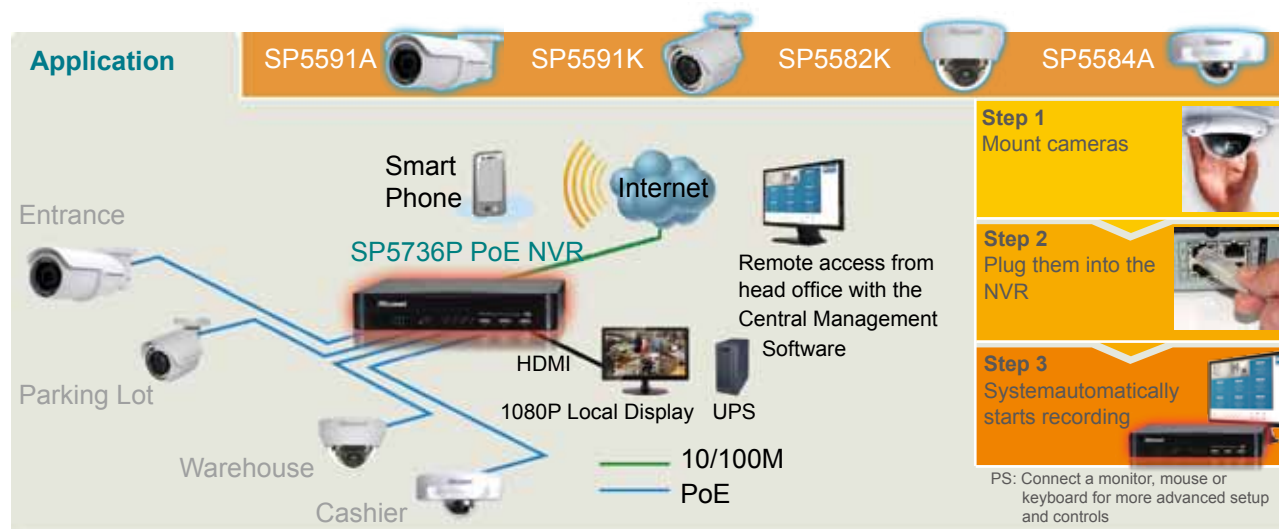 Application
SP5591A
SP5591K
SP5582K
SP5584A
Step 1
Mount cameras
Step 2
Plug them into the
NVR
Step 3
Systemautomatically
starts recording
PS: Connect a monitor, mouse or
keyboard for more advanced setup
and controls
Smart
Phone
Internet
Entrance
SP5736P PoE NVR
Remote access from
head office with the
Central Management
Software
HDMI
Parking Lot
1080P Local Display
UPS
Warehouse
Cashier
10/100M
PoE